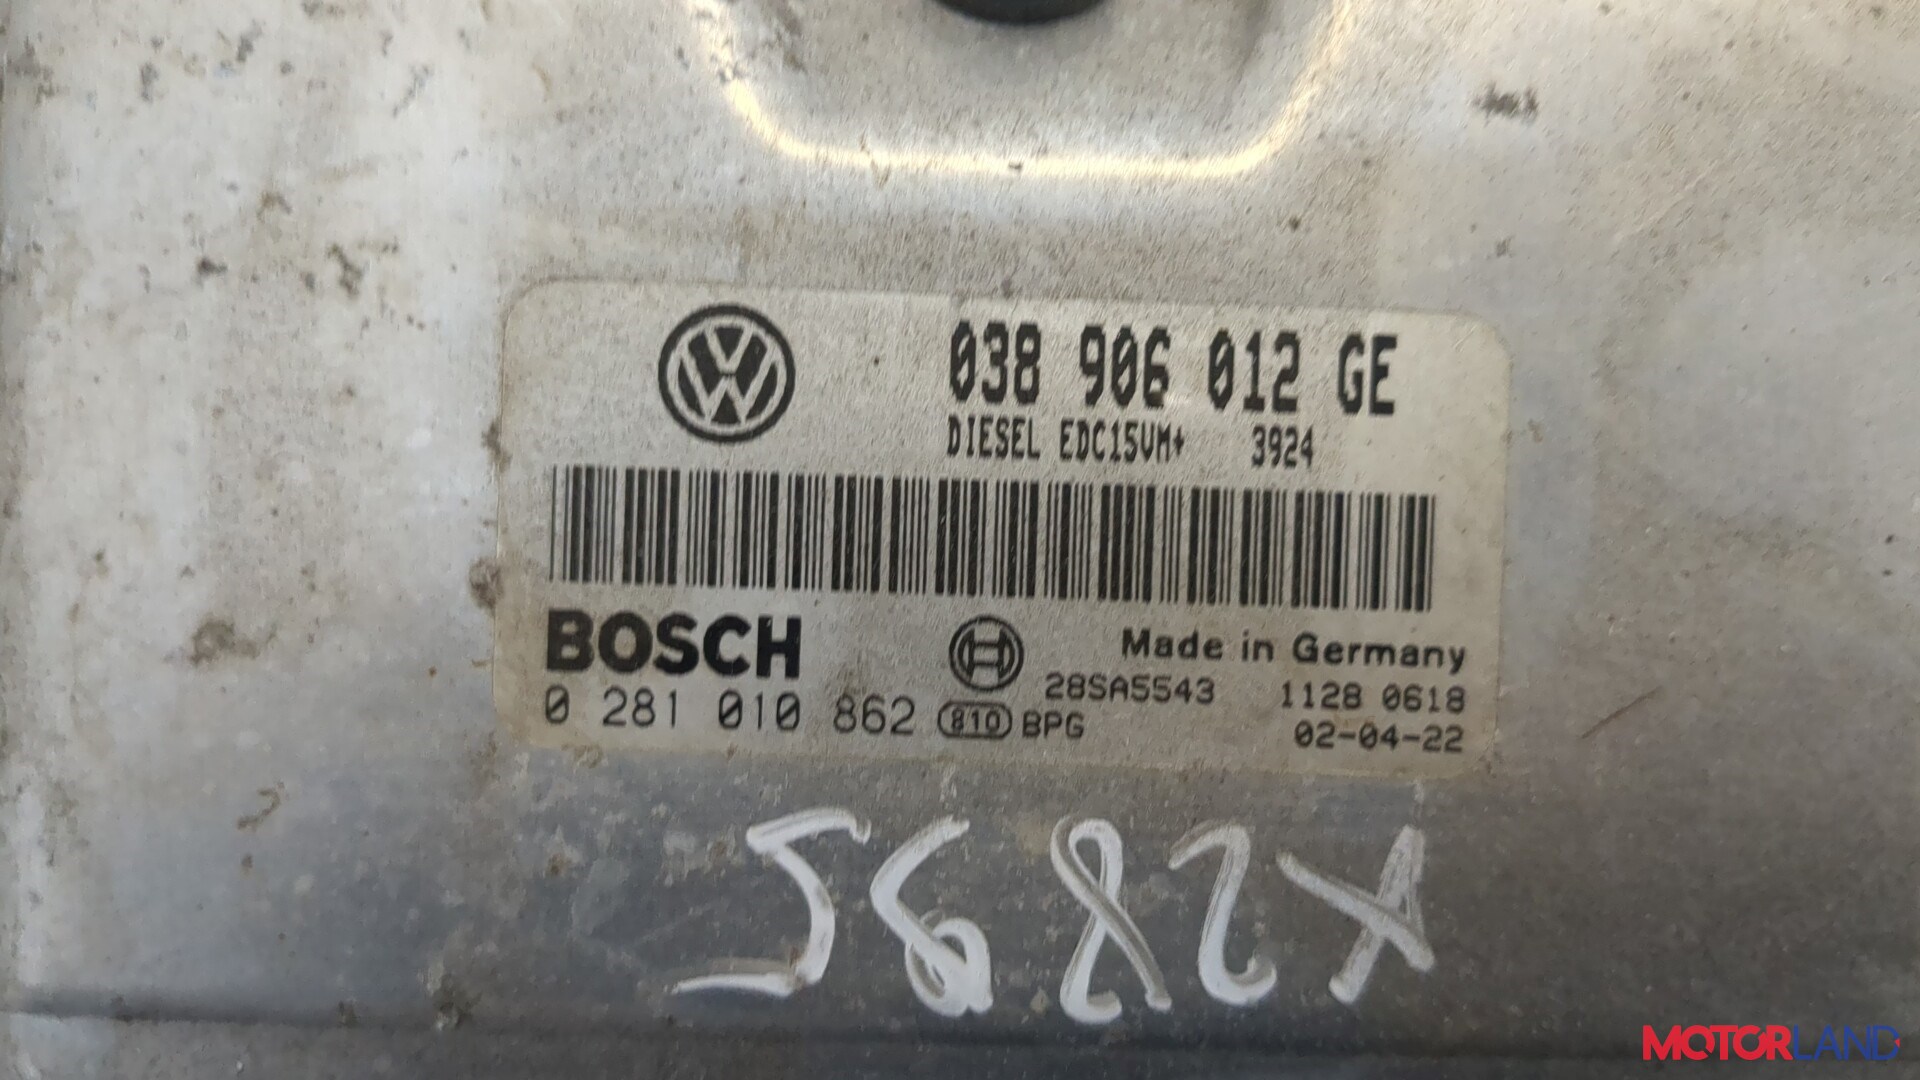 038 906 012 GE
DIESEL EDC15VM+ 3924
BOSCH
Made in Germany
0 281 010 862 810 BPG
28SA5543 1128 0618
02-04-22
5682X
MOTORLAND